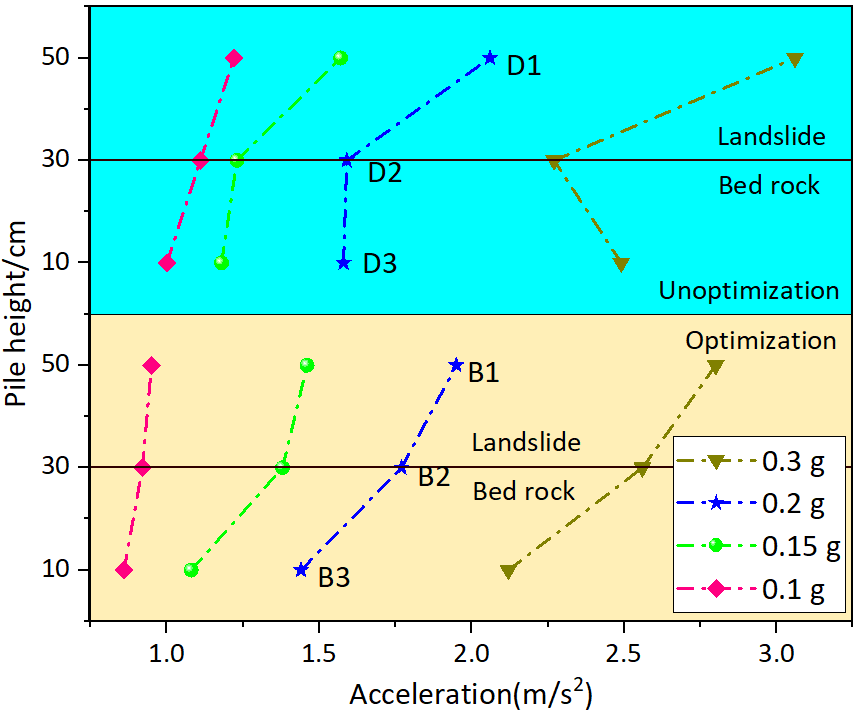 50
D1
Landslide
30
D2
Bed rock
10
D3
Unoptimization
Optimization
50
B1
Landslide
30
B2
Bed rock
10
B3
0.3 g
0.2 g
0.15 g
0.1 g
Pile height/cm
1.0 1.5 2.0 2.5 3.0
Acceleration(m/s²)